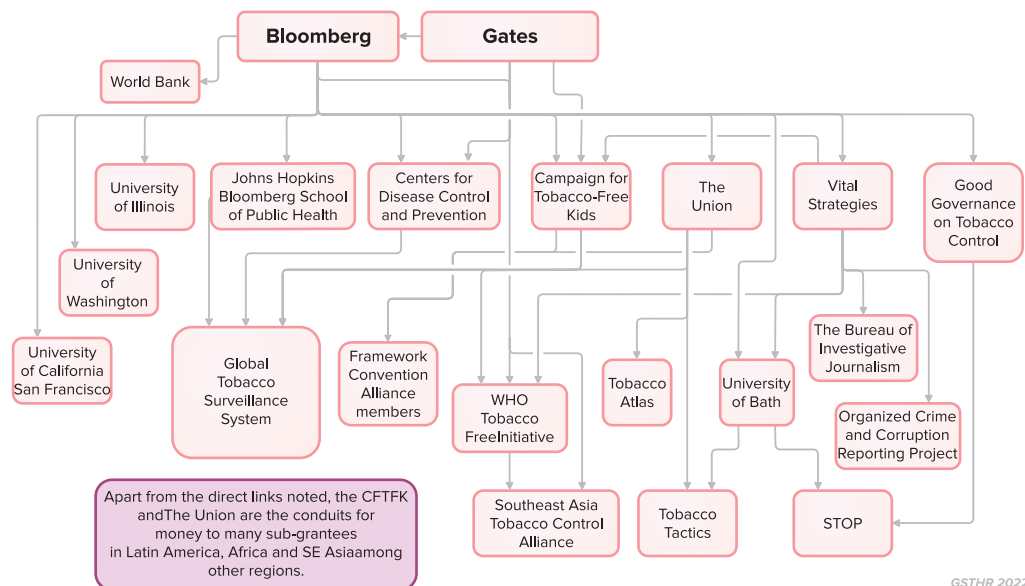 Bloomberg
Gates
World Bank
University
of Illinois
Johns Hopkins
Bloomberg School
of Public Health
Centers for
Disease Control
and Prevention
Campaign for
Tobacco-Free
Kids
The
Union
Vital
Strategies
Good
Governance
on Tobacco
Control
University
of
Washington
University
of California
San Francisco
Global
Tobacco
Surveillance
System
Framework
Convention
Alliance
members
WHO
Tobacco
FreeInitiative
Tobacco
Atlas
University
of Bath
The Bureau of
Investigative
Journalism
Organized Crime
and Corruption
Reporting Project
Apart from the direct links noted, the CFTFK
andThe Union are the conduits for
money to many sub-grantees
in Latin America, Africa and SE Asiaamong
other regions.
Southeast Asia
Tobacco Control
Alliance
Tobacco
Tactics
STOP
GSTHR 2022